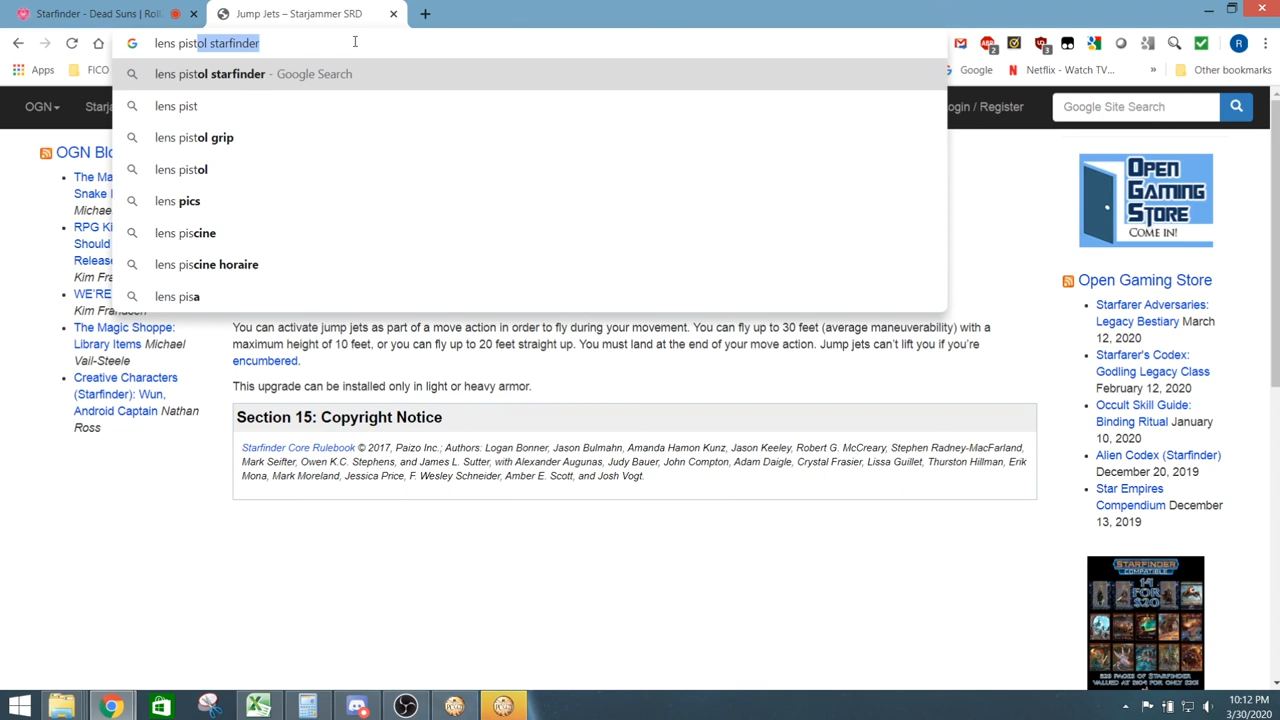 Starfinder - Dead Suns | Roll
Jump Jets – Starjammer SRD
lens pistol starfinder
Apps
FICO
lens pistol starfinder - Google Search
lens pist
lens pistol grip
lens pistol
lens pics
lens piscine
lens piscine horaire
lens pisa
Google
Netflix - Watch TV...
»
Other bookmarks
OGN
Starja
ogin / Register
Google Site Search
OGN Blo
The Ma
Snake
Michae
RPG Ki
Should
Releas
Kim Fra
WE'RE
Kim Frandsen
The Magic Shoppe:
Library Items Michael
Vail-Steele
Creative Characters
(Starfinder): Wun,
Android Captain Nathan
Ross
You can activate jump jets as part of a move action in order to fly during your movement. You can fly up to 30 feet (average maneuverability) with a
maximum height of 10 feet, or you can fly up to 20 feet straight up. You must land at the end of your move action. Jump jets can't lift you if you're
encumbered.
This upgrade can be installed only in light or heavy armor.
Section 15: Copyright Notice
Starfinder Core Rulebook © 2017, Paizo Inc.; Authors: Logan Bonner, Jason Bulmahn, Amanda Hamon Kunz, Jason Keeley, Robert G. McCreary, Stephen Radney-MacFarland,
Mark Seifter, Owen K.C. Stephens, and James L. Sutter, with Alexander Augunas, Judy Bauer, John Compton, Adam Daigle, Crystal Frasier, Lissa Guillet, Thurston Hillman, Erik
Mona, Mark Moreland, Jessica Price, F. Wesley Schneider, Amber E. Scott, and Josh Vogt.
OPEN
GAMING
STORE
COME IN!
Open Gaming Store
Starfarer Adversaries:
Legacy Bestiary March
12, 2020
Starfarer's Codex:
Godling Legacy Class
February 12, 2020
Occult Skill Guide:
Binding Ritual January
10, 2020
Alien Codex (Starfinder)
December 20, 2019
Star Empires
Compendium December
13, 2019
STARFINDER
COMPATIBLE
14
FOR
$20
VALUED AT $104 FOR ONLY $20!
10:12 PM
3/30/2020